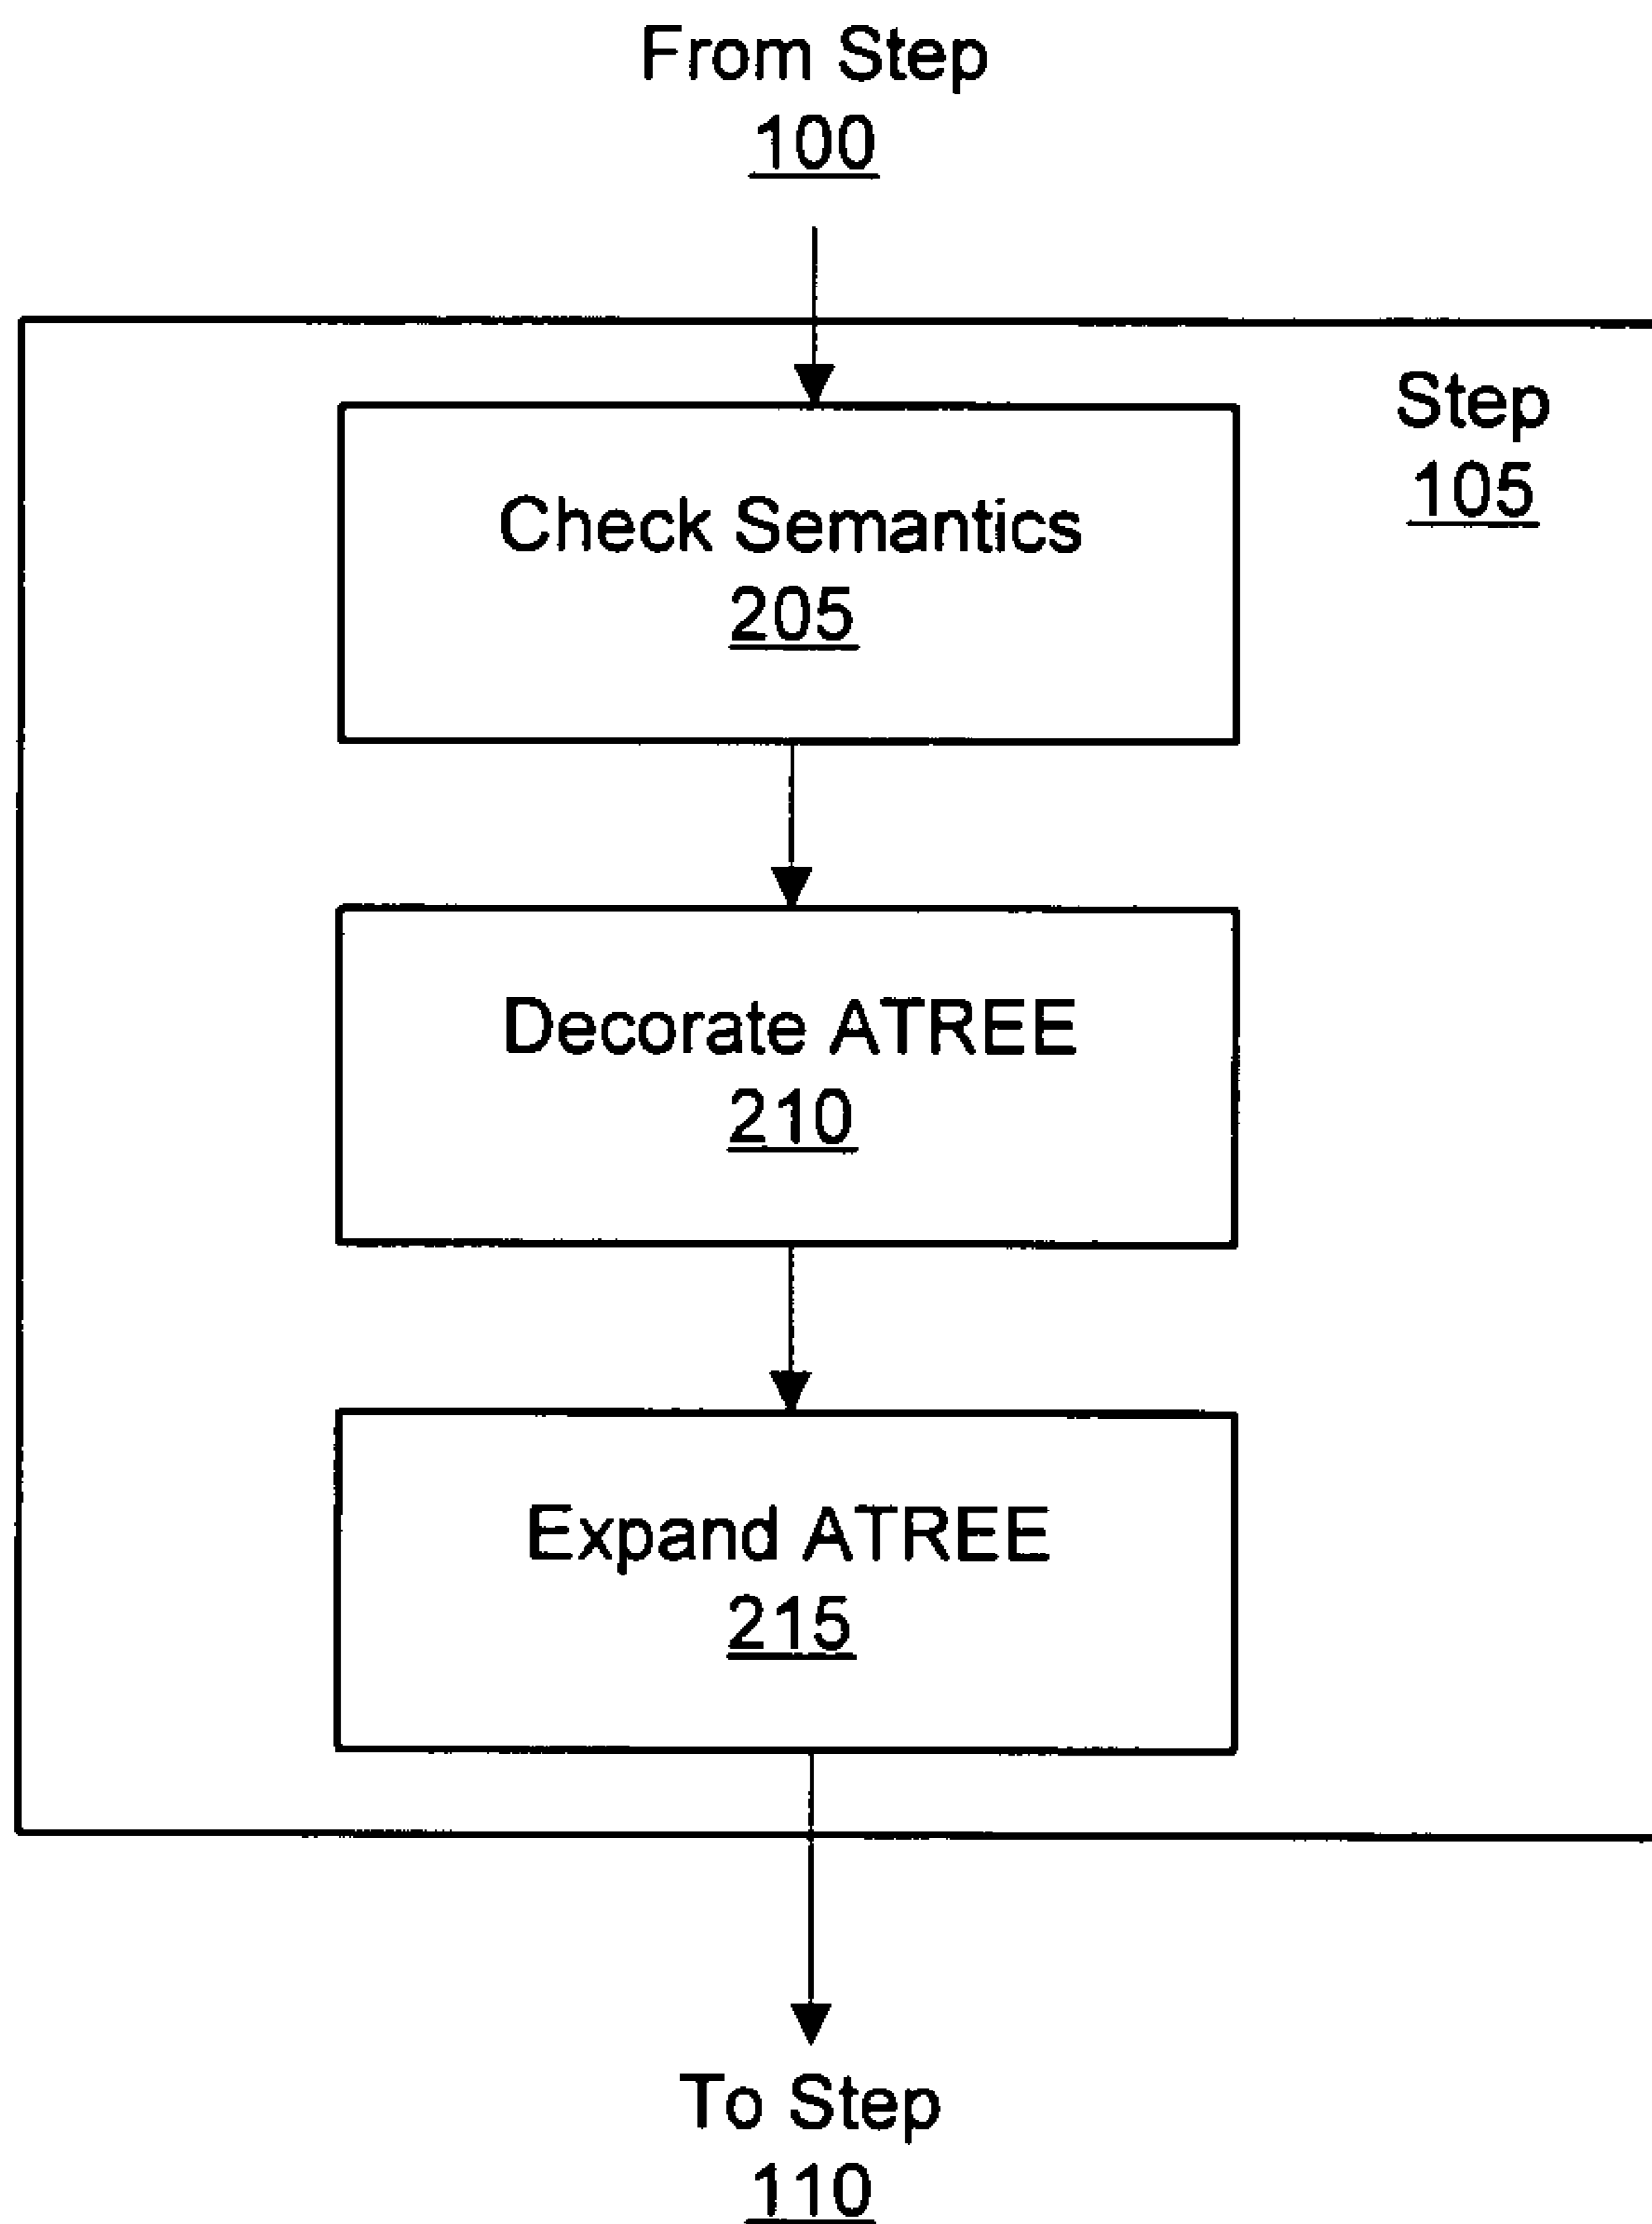 From Step
100
Step
105
Check Semantics
205
Decorate ATREE
210
Expand ATREE
215
To Step
110